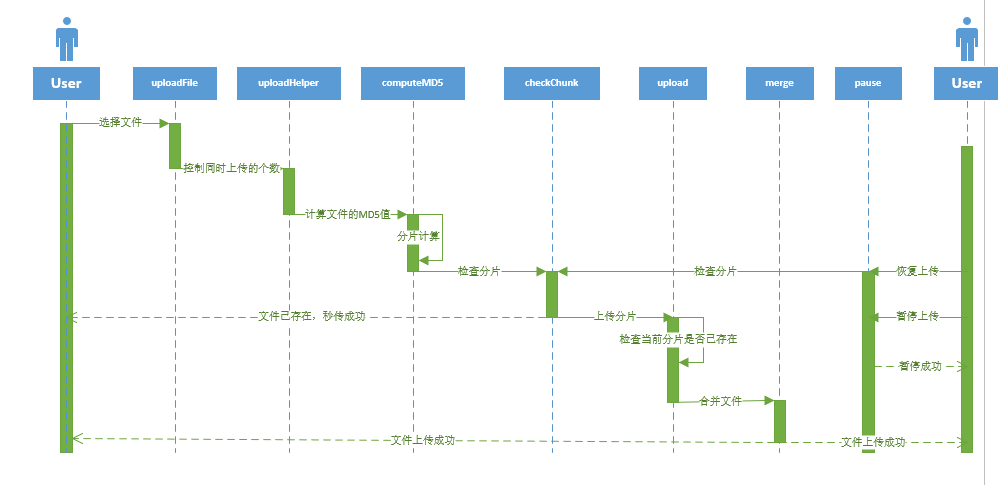 User
uploadFile
uploadHelper
computeMD5
checkChunk
upload
merge
pause
User
选择文件
控制同时上传的个数
计算文件的MD5值
分片计算
检查分片
检查分片
恢复上传
文件已存在，秒传成功
上传分片
暂停上传
检查当前分片是否已存在
暂停成功
合并文件
文件上传成功
文件上传成功